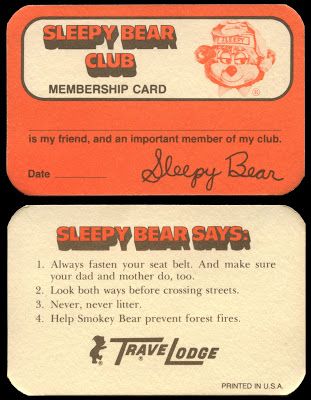 SLEEPY BEAR
CLUB
MEMBERSHIP CARD
SLEEPY
®
is my friend, and an important member of my club.
Date
Sleepy Bear
SLEEPY BEAR SAYS:
1. Always fasten your seat belt. And make sure
your dad and mother do, too.
2. Look both ways before crossing streets.
3. Never, never litter.
4. Help Smokey Bear prevent forest fires.
TRAVELODGE
PRINTED IN U.S.A.